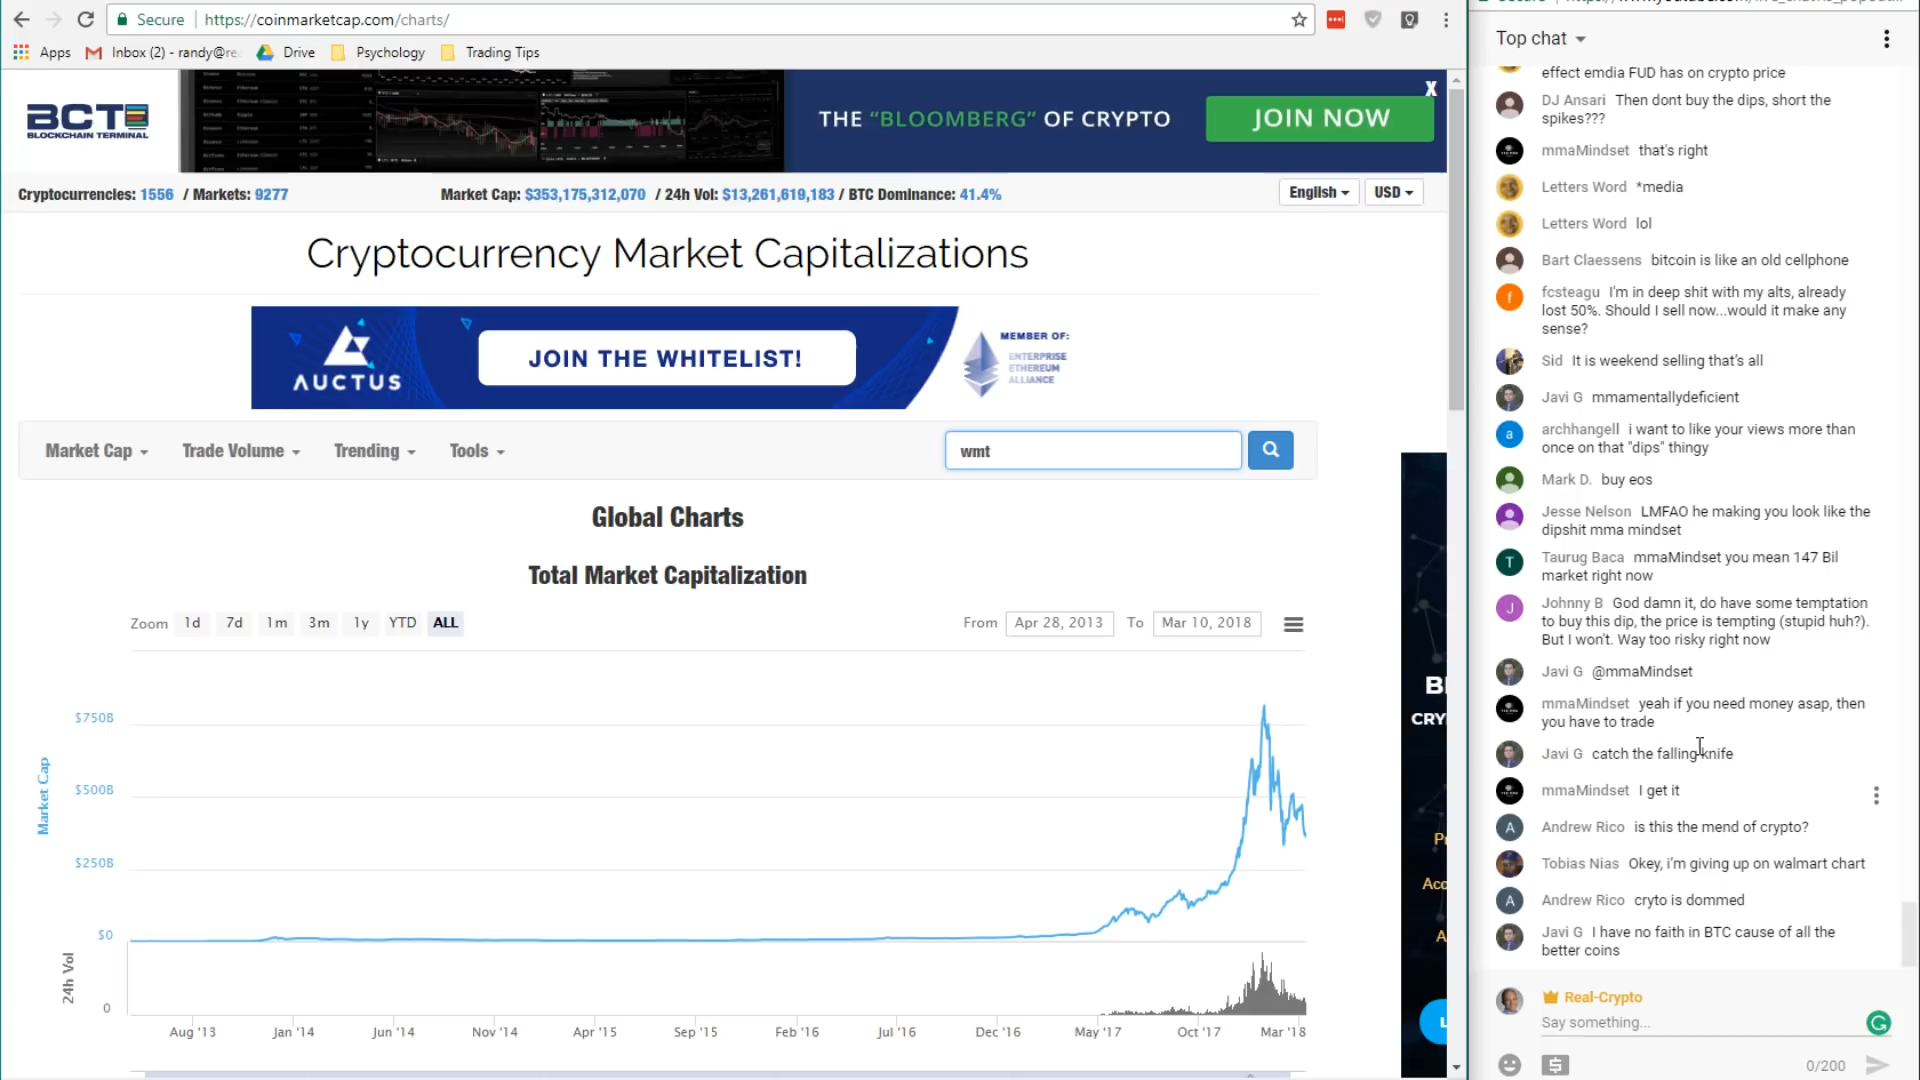 Secure
https://coinmarketcap.com/charts/
Apps
Inbox (2) - randy@re
Drive
Psychology
Trading Tips
BCT
BLOCKCHAIN TERMINAL
THE "BLOOMBERG" OF CRYPTO
JOIN NOW
X
Cryptocurrencies: 1556 / Markets: 9277
Market Cap: $353,175,312,070 / 24h Vol: $13,261,619,183 / BTC Dominance: 41.4%
English
USD
Cryptocurrency Market Capitalizations
AUCTUS
JOIN THE WHITELIST!
MEMBER OF:
ENTERPRISE
ETHEREUM
ALLIANCE
Market Cap
Trade Volume
Trending
Tools
wmt
Global Charts
Total Market Capitalization
Zoom 1d 7d 1m 3m 1y YTD ALL
From Apr 28, 2013 To Mar 10, 2018
Market Cap
$750B
$500B
$250B
$0
24h Vol
0
Aug '13 Jan '14 Jun '14 Nov '14 Apr '15 Sep '15 Feb '16 Jul '16 Dec '16 May '17 Oct '17 Mar '18
CRY
Top chat
effect emdia FUD has on crypto price
DJ Ansari Then dont buy the dips, short the
spikes???
mmaMindset that's right
Letters Word *media
Letters Word lol
Bart Claessens bitcoin is like an old cellphone
f
fcsteagu I'm in deep shit with my alts, already
lost 50%. Should I sell now...would it make any
sense?
Sid It is weekend selling that's all
Javi G mmamentallydeficient
a
archhangell i want to like your views more than
once on that "dips" thingy
Mark D. buy eos
Jesse Nelson LMFAO he making you look like the
dipshit mma mindset
T
Taurug Baca mmaMindset you mean 147 Bil
market right now
J
Johnny B God damn it, do have some temptation
to buy this dip, the price is tempting (stupid huh?).
But I won't. Way too risky right now
Javi G @mmaMindset
mmaMindset yeah if you need money asap, then
you have to trade
Javi G catch the falling knife
mmaMindset I get it
A
Andrew Rico is this the mend of crypto?
Tobias Nias Okey, i'm giving up on walmart chart
A
Andrew Rico cryto is dommed
Javi G I have no faith in BTC cause of all the
better coins
Real-Crypto
Say something...
0/200